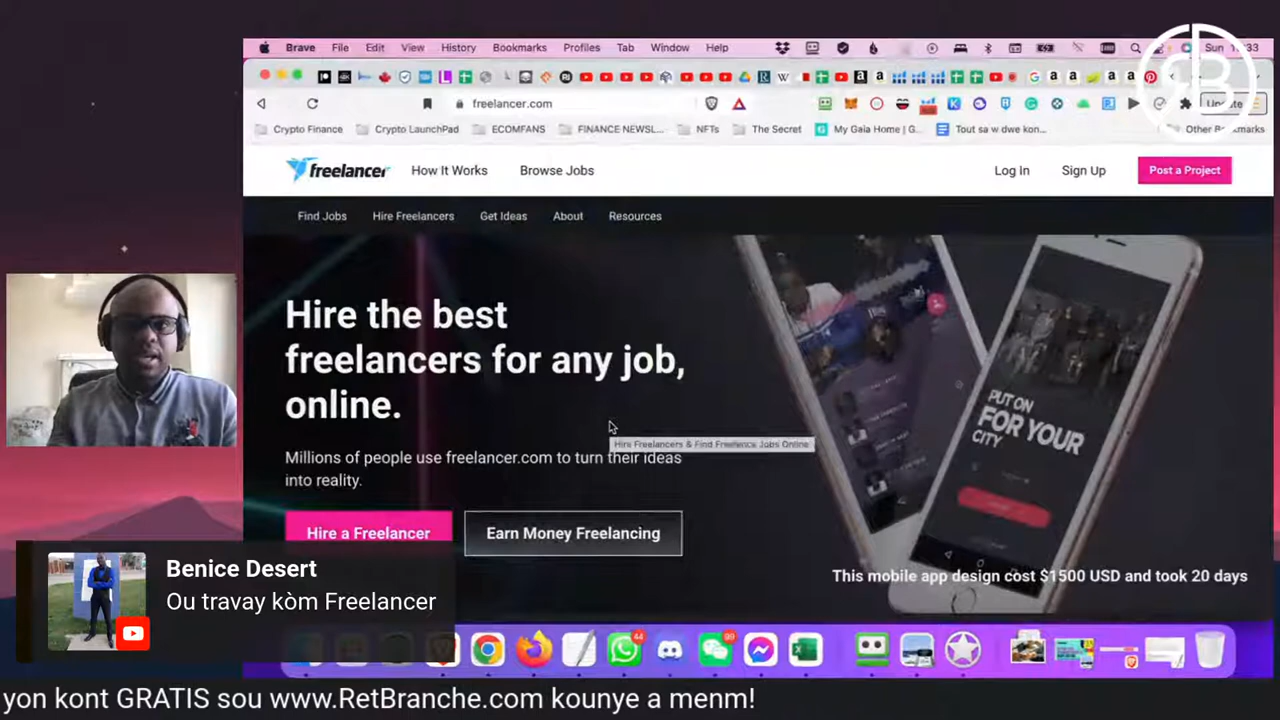 RB
Brave File Edit View History Bookmarks Profiles Tab Window Help
Sun
33
freelancer.com
Crypto Finance
Crypto LaunchPad
ECOMFANS
FINANCE NEWSL...
NFTs
The Secret
My Gaia Home | G...
Tout sa w dwe kon...
Other Bookmarks
freelancer
How It Works
Browse Jobs
Log In
Sign Up
Post a Project
Find Jobs
Hire Freelancers
Get Ideas
About
Resources
Hire the best
freelancers for any job,
online.
Hire Freelancers & Find Freelance Jobs Online
Millions of people use freelancer.com to turn their ideas
into reality.
Hire a Freelancer
Earn Money Freelancing
PUT ON
FOR YOUR
CITY
This mobile app design cost $1500 USD and took 20 days
Benice Desert
Ou travay kòm Freelancer
44
99
yon kont GRATIS sou www.RetBranche.com kounye a menm!